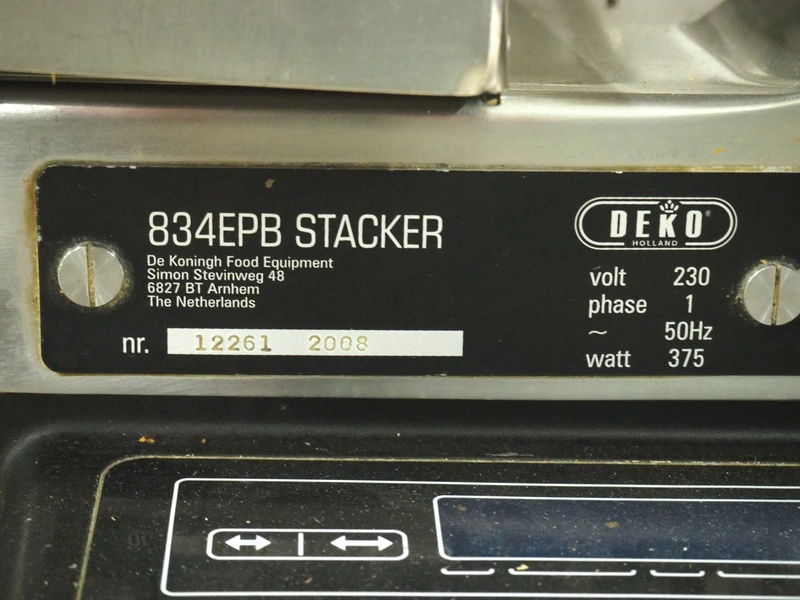 834EPB STACKER
De Koningh Food Equipment
Simon Stevinweg 48
6827 BT Arnhem
The Netherlands
nr. 12261 2008
DEKO®
HOLLAND
volt 230
phase 1
~ 50Hz
watt 375